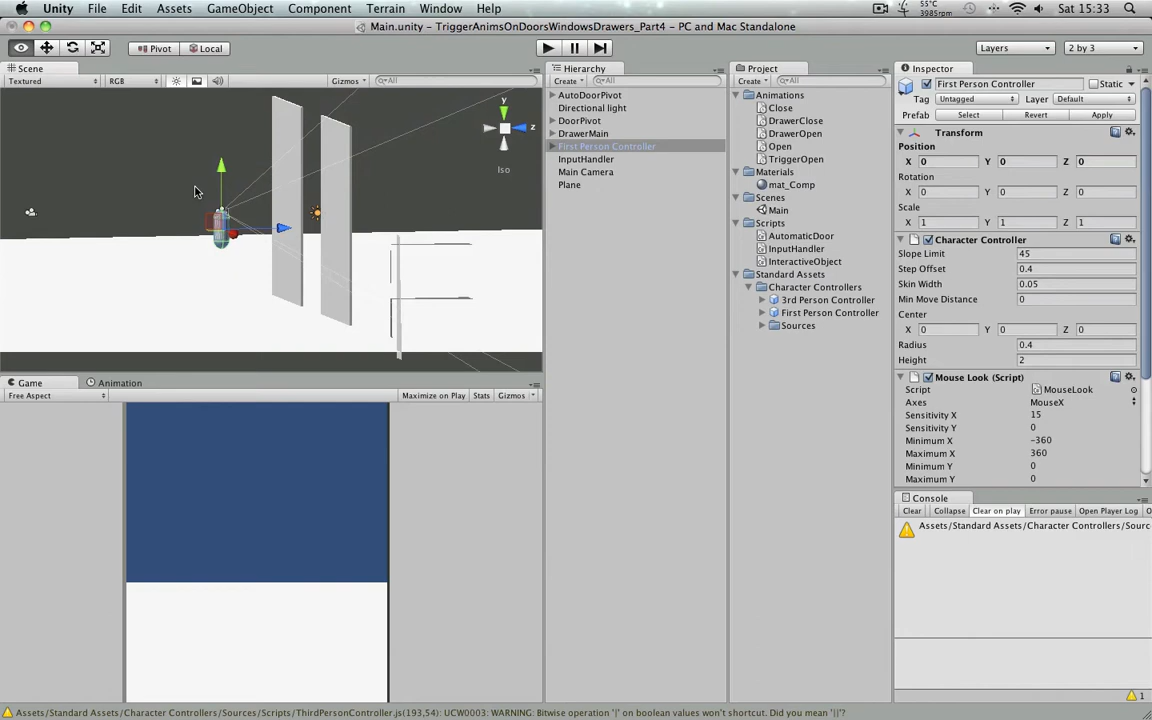 Unity File Edit Assets GameObject Component Terrain Window Help 53°C 3985rpm Sat 15:33
Main.unity - TriggerAnimsOnDoorsWindowsDrawers_Part4 - PC and Mac Standalone
Pivot Local Layers 2 by 3
Scene
Textured RGB Gizmos All
y
z
Iso
Game Animation
Free Aspect Maximize on Play Stats Gizmos
Hierarchy
Create All
AutoDoorPivot
Directional light
DoorPivot
DrawerMain
First Person Controller
InputHandler
Main Camera
Plane
Project
Create All
Animations
Close
DrawerClose
DrawerOpen
Open
TriggerOpen
Materials
mat_Comp
Scenes
Main
Scripts
AutomaticDoor
InputHandler
InteractiveObject
Standard Assets
Character Controllers
3rd Person Controller
First Person Controller
Sources
Inspector
First Person Controller Static
Tag Untagged Layer Default
Prefab Select Revert Apply
Transform
Position
X 0 Y 0 Z 0
Rotation
X 0 Y 0 Z 0
Scale
X 1 Y 1 Z 1
Character Controller
Slope Limit 45
Step Offset 0.4
Skin Width 0.05
Min Move Distance 0
Center
X 0 Y 0 Z 0
Radius 0.4
Height 2
Mouse Look (Script)
Script MouseLook
Axes MouseX
Sensitivity X 15
Sensitivity Y 0
Minimum X -360
Maximum X 360
Minimum Y 0
Maximum Y 0
Console
Clear Collapse Clear on play Error pause Open Player Log O
Assets/Standard Assets/Character Controllers/Sourc
1
Assets/Standard Assets/Character Controllers/Sources/Scripts/ThirdPersonController.js(193,54): UCW0003: WARNING: Bitwise operation '|' on boolean values won't shortcut. Did you mean '||'?